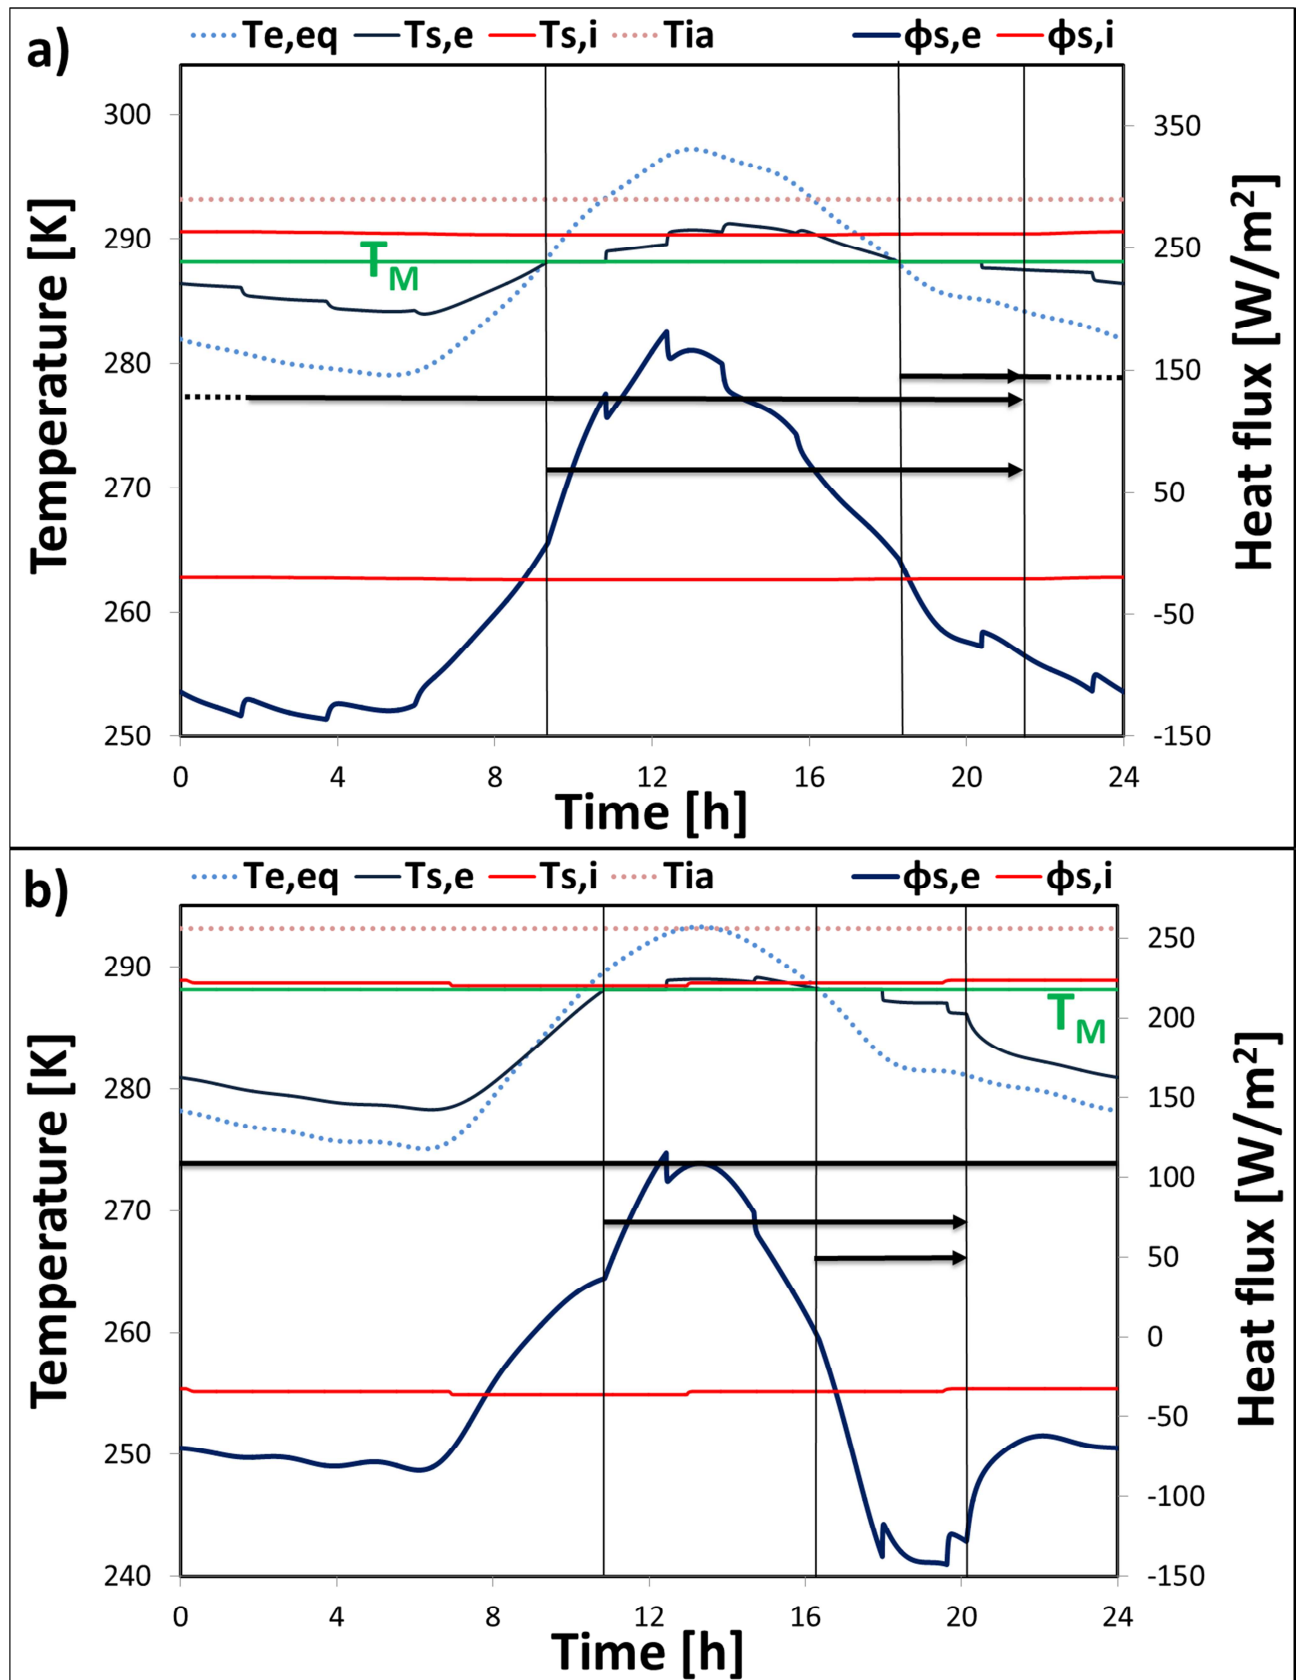 a)
Te,eq Ts,e Ts,i Tia ϕs,e ϕs,i
Temperature [K]
300
290
280
270
260
250
TM
Heat flux [W/m²]
350
250
150
50
-50
-150
0 4 8 12 16 20 24
Time [h]
b)
Te,eq Ts,e Ts,i Tia ϕs,e ϕs,i
Temperature [K]
290
280
270
260
250
240
TM
Heat flux [W/m²]
250
200
150
100
50
0
-50
-100
-150
0 4 8 12 16 20 24
Time [h]